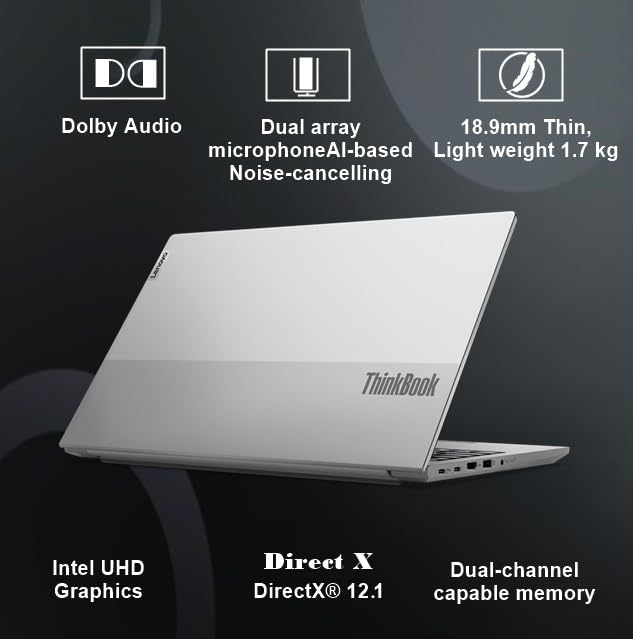 Dolby Audio
Dual array
microphoneAI-based
Noise-cancelling
18.9mm Thin,
Light weight 1.7 kg
Lenovo
ThinkBook
Intel UHD
Graphics
Direct X
DirectX® 12.1
Dual-channel
capable memory